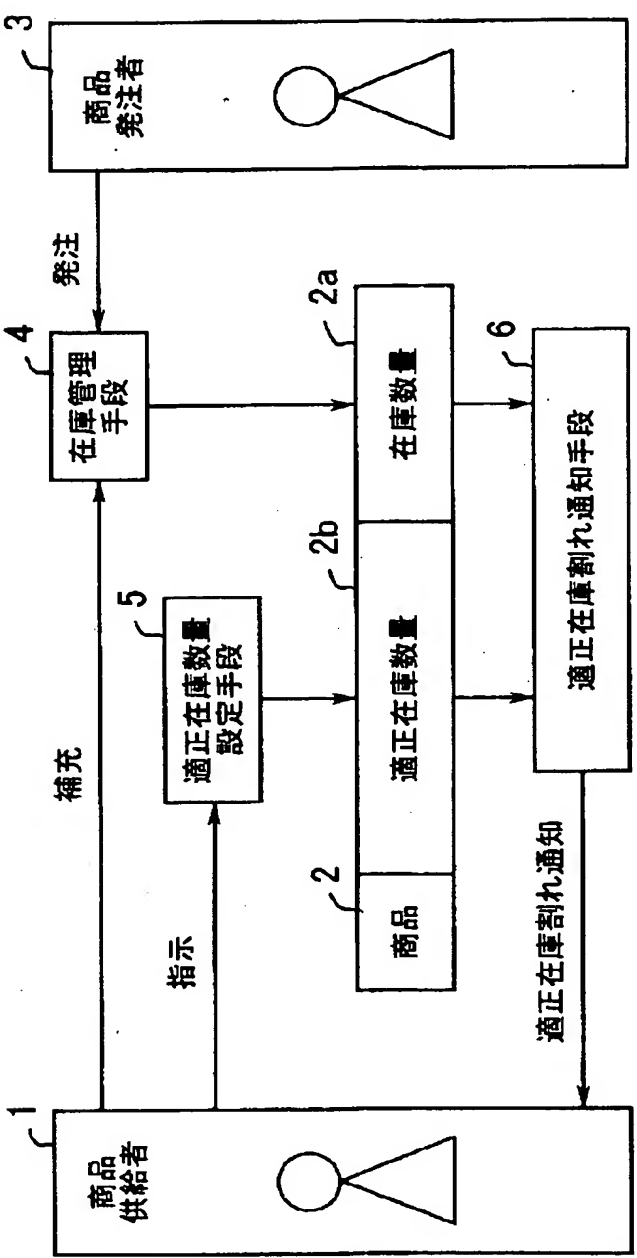 1
商品
供給者
補充
指示
適正在庫割れ通知
5
適正在庫数量
設定手段
4
在庫管理
手段
発注
3
商品
発注者
2
商品
2b
適正在庫数量
2a
在庫数量
6
適正在庫割れ通知手段